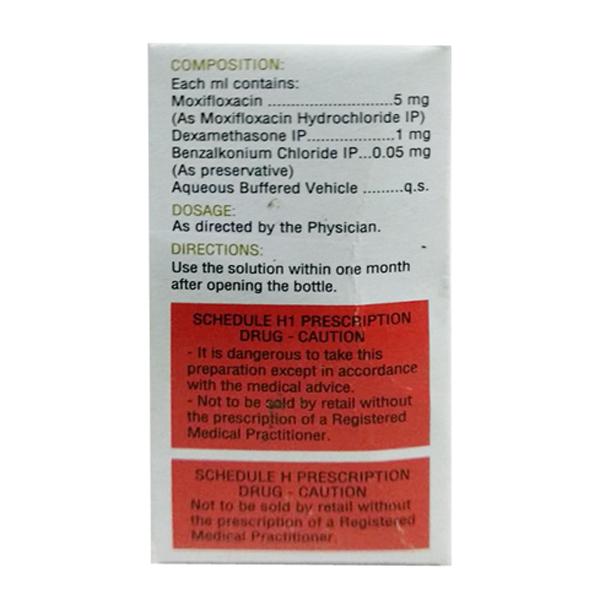 COMPOSITION:
Each ml contains:
Moxifloxacin ............................5 mg
(As Moxifloxacin Hydrochloride IP)
Dexamethasone IP....................1 mg
Benzalkonium Chloride IP...0.05 mg
(As preservative)
Aqueous Buffered Vehicle .........q.s.
DOSAGE:
As directed by the Physician.
DIRECTIONS:
Use the solution within one month
after opening the bottle.
SCHEDULE H1 PRESCRIPTION
DRUG - CAUTION
- It is dangerous to take this
preparation except in accordance
with the medical advice.
- Not to be sold by retail without
the prescription of a Registered
Medical Practitioner.
SCHEDULE H PRESCRIPTION
DRUG - CAUTION
Not to be sold by retail without
the prescription of a Registered
Medical Practitioner.